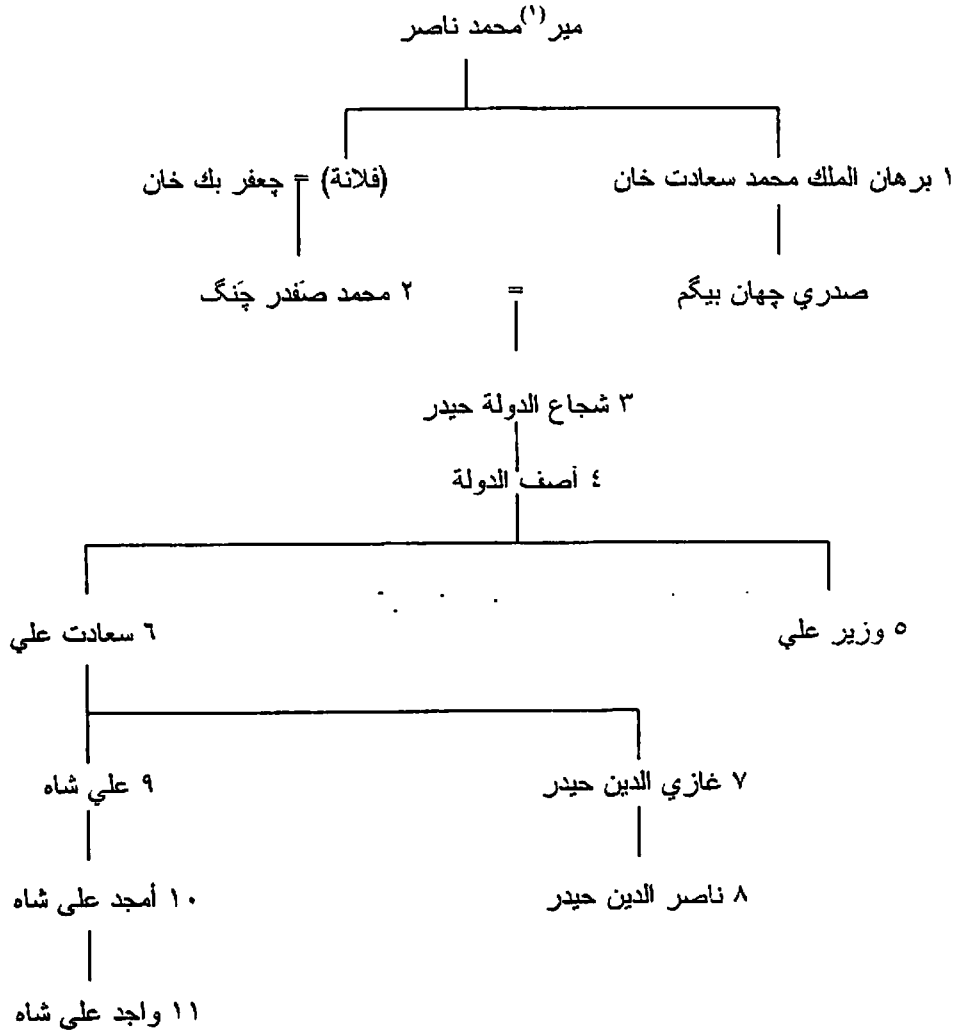 مير (١) محمد ناصر
١ برهان الملك محمد سعادت خان
(فلانة) = چعفر بك خان
صدري چهان بيگم = ٢ محمد صَفدر چَنگ
٣ شجاع الدولة حيدر
٤ أصف الدولة
٥ وزير علي
٦ سعادت علي
٧ غازي الدين حيدر
٩ علي شاه
٨ ناصر الدين حيدر
١٠ أمجد على شاه
١١ واجد على شاه